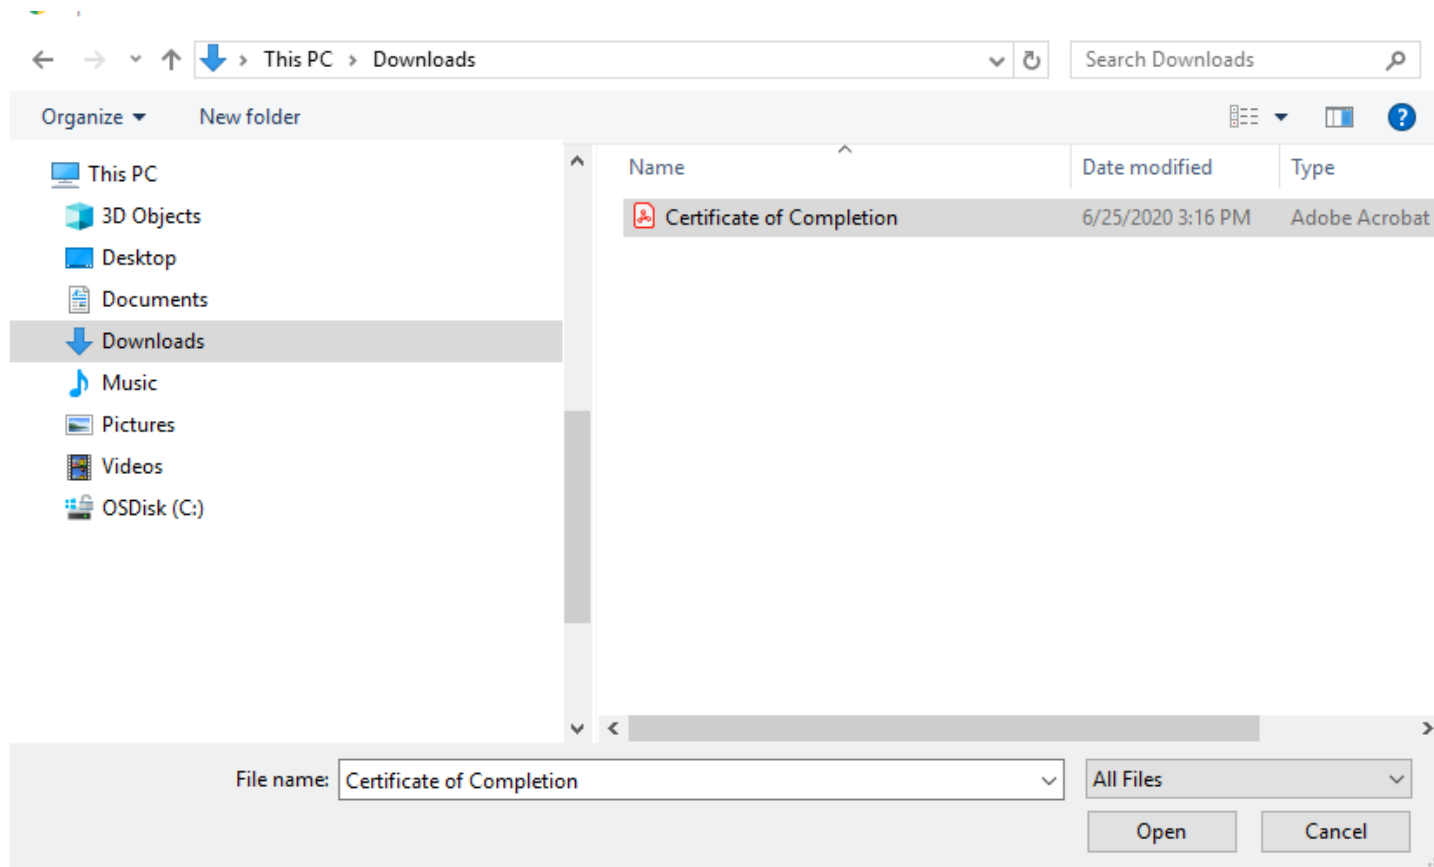 This PC > Downloads
Search Downloads
Organize
New folder
?
This PC
3D Objects
Desktop
Documents
Downloads
Music
Pictures
Videos
OSDisk (C:)
Name
Date modified
Type
Certificate of Completion
6/25/2020 3:16 PM
Adobe Acrobat
File name: Certificate of Completion
All Files
Open
Cancel